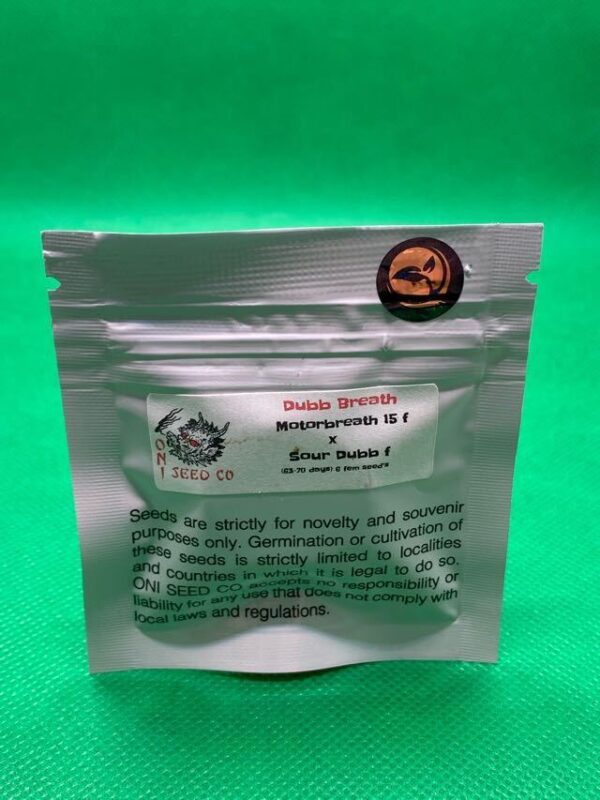 Dubb Breath
Motorbreath 15 f
x
Sour Dubb f
(63-70 days) 6 fem seed's
ONI
SEED CO
Seeds are strictly for novelty and souvenir
purposes only. Germination or cultivation of
these seeds is strictly limited to localities
and countries in which it is legal to do so.
ONI SEED CO accepts no responsibility or
liability for any use that does not comply with
local laws and regulations.